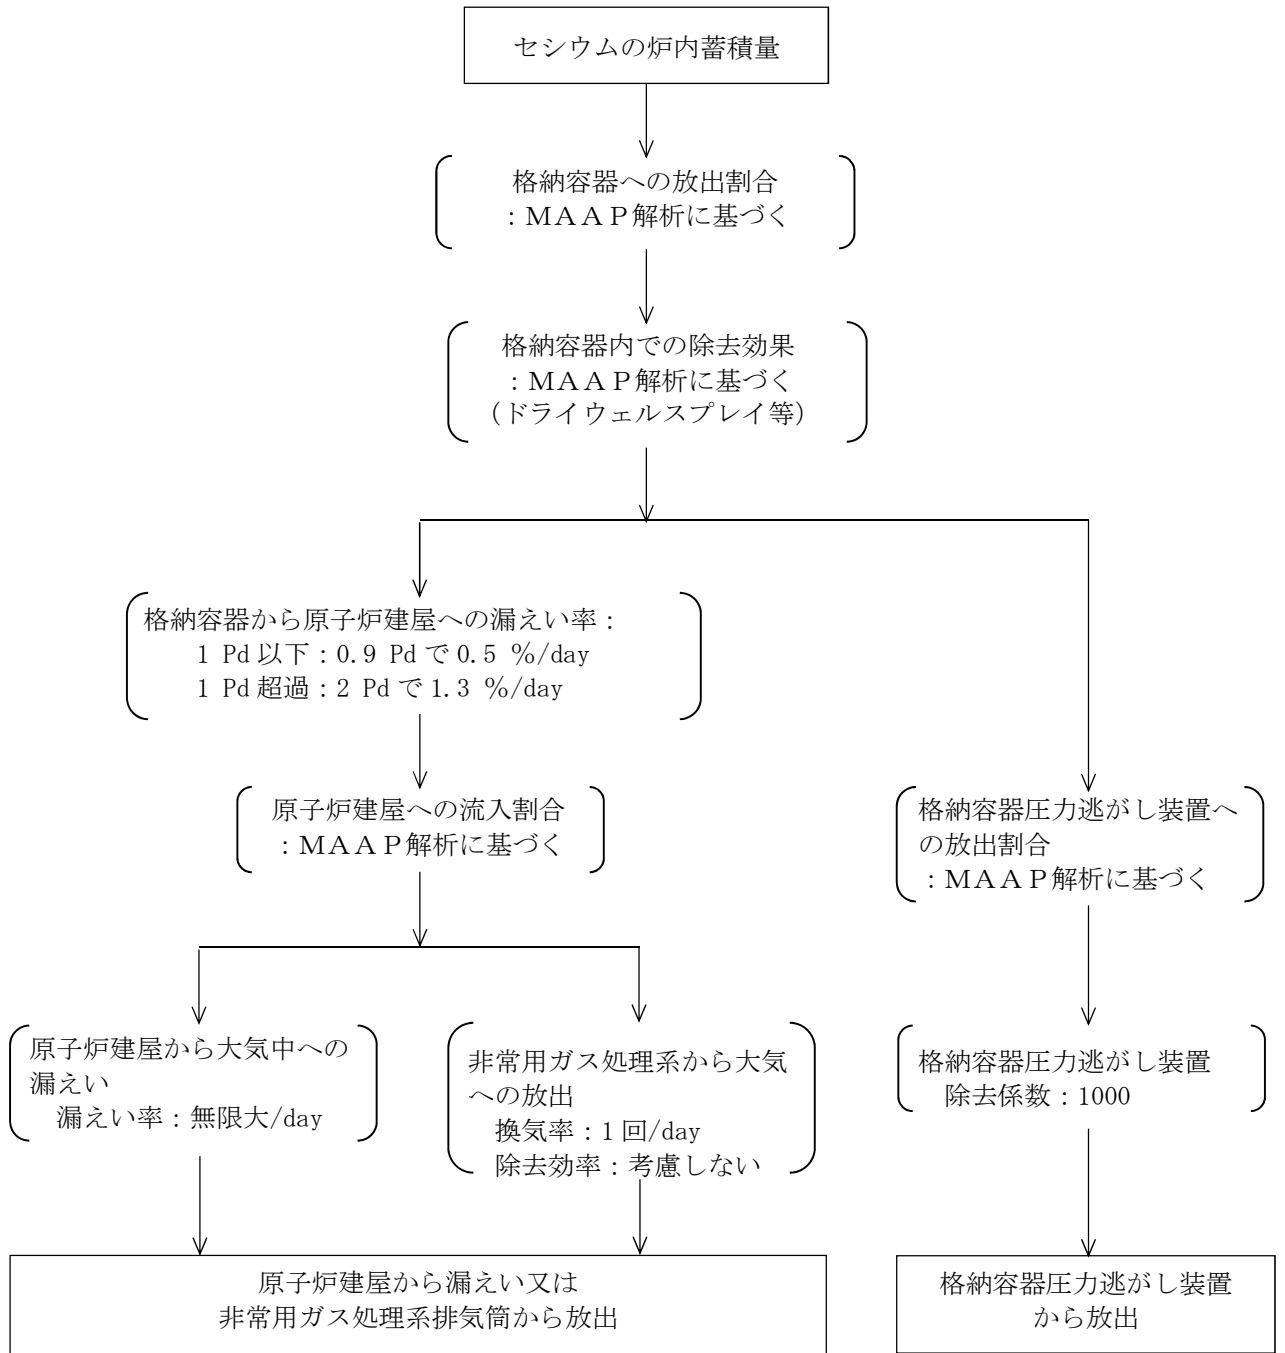 セシウムの炉内蓄積量
格納容器への放出割合
：ＭＡＡＰ解析に基づく
格納容器内での除去効果
：ＭＡＡＰ解析に基づく
（ドライウェルスプレイ等）
格納容器から原子炉建屋への漏えい率：
1 Pd 以下：0.9 Pd で 0.5 ％/day
1 Pd 超過：2 Pd で 1.3 ％/day
原子炉建屋への流入割合
：ＭＡＡＰ解析に基づく
格納容器圧力逃がし装置へ
の放出割合
：ＭＡＡＰ解析に基づく
原子炉建屋から大気中への
漏えい
漏えい率：無限大/day
非常用ガス処理系から大気
への放出
換気率：1 回/day
除去効率：考慮しない
格納容器圧力逃がし装置
除去係数：1000
原子炉建屋から漏えい又は
非常用ガス処理系排気筒から放出
格納容器圧力逃がし装置
から放出